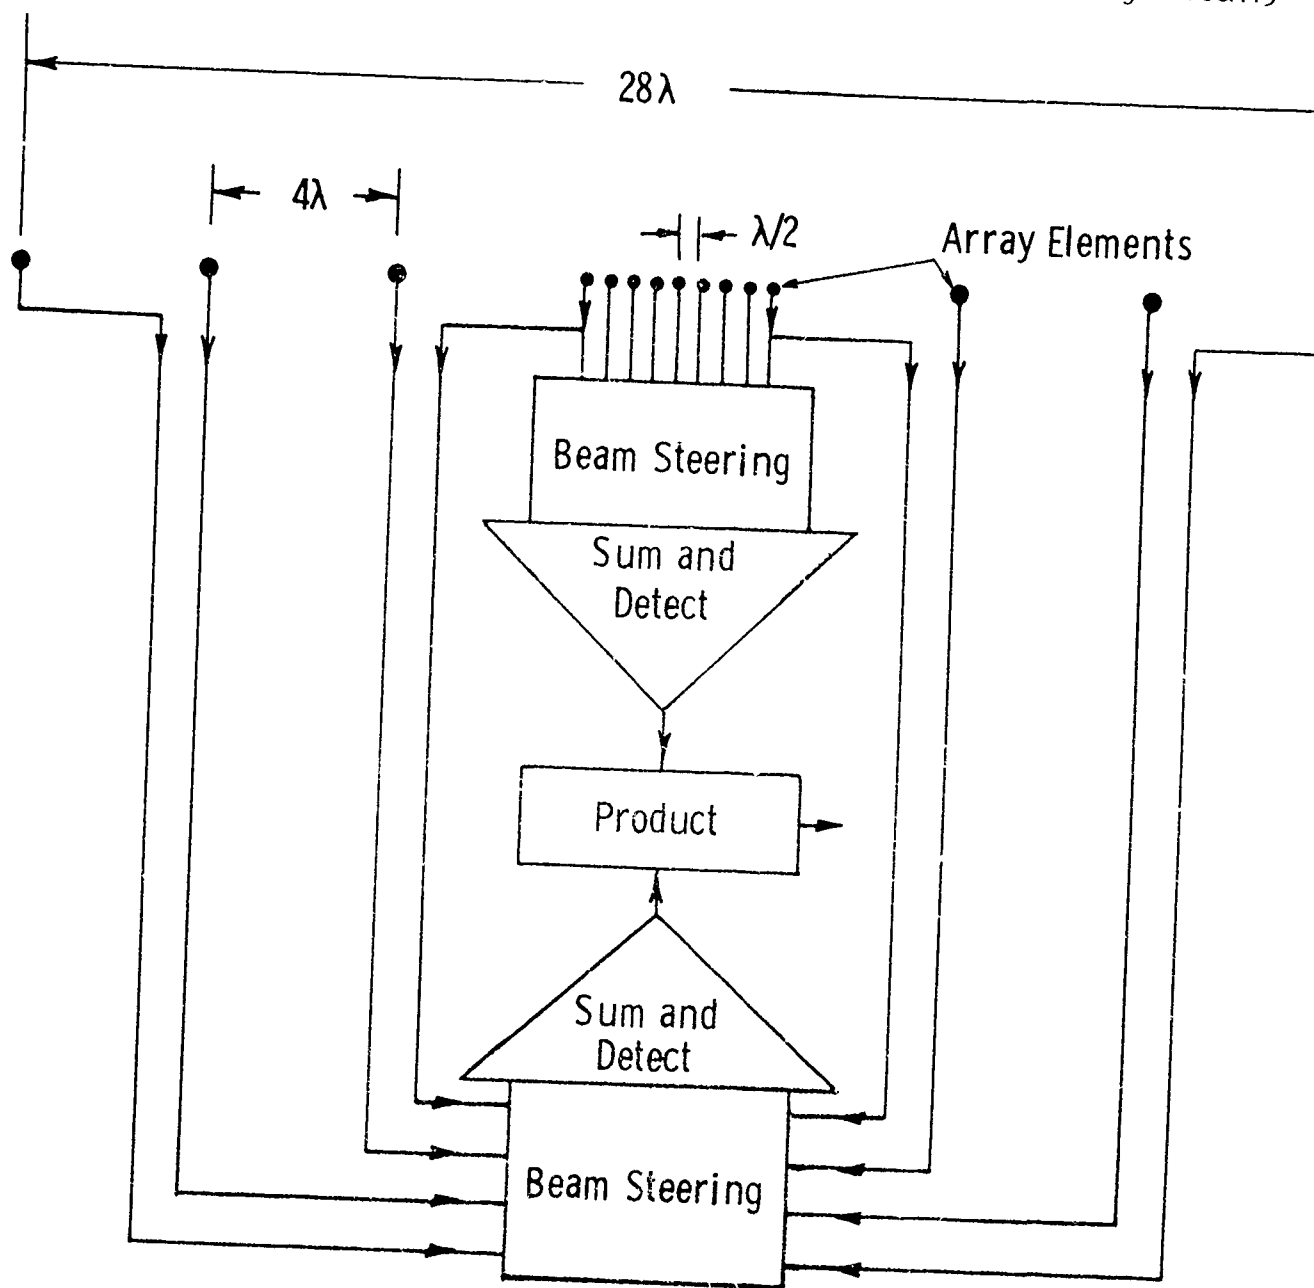 28λ
4λ
λ/2
Array Elements
Beam Steering
Sum and
Detect
Product
Sum and
Detect
Beam Steering